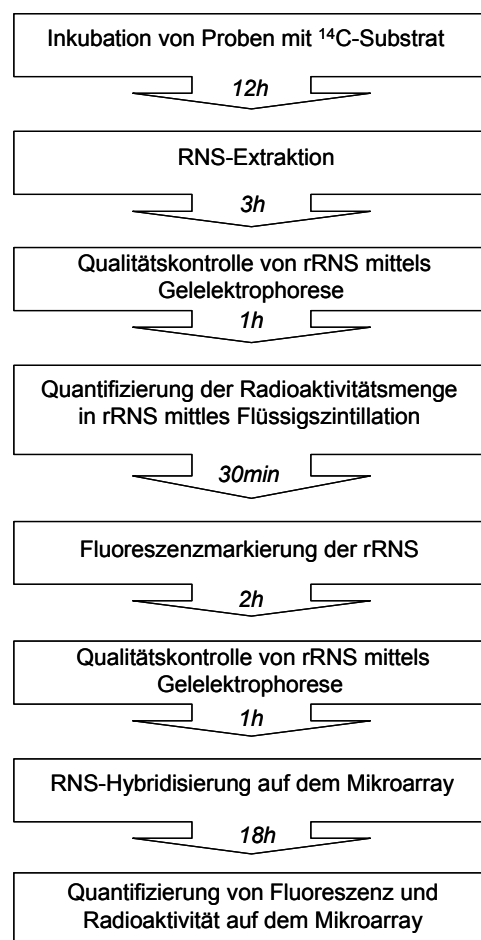 Inkubation von Proben mit ¹⁴C-Substrat
12h
RNS-Extraktion
3h
Qualitätskontrolle von rRNS mittels
Gelelektrophorese
1h
Quantifizierung der Radioaktivitätsmenge
in rRNS mittles Flüssigszintillation
30min
Fluoreszenzmarkierung der rRNS
2h
Qualitätskontrolle von rRNS mittels
Gelelektrophorese
1h
RNS-Hybridisierung auf dem Mikroarray
18h
Quantifizierung von Fluoreszenz und
Radioaktivität auf dem Mikroarray